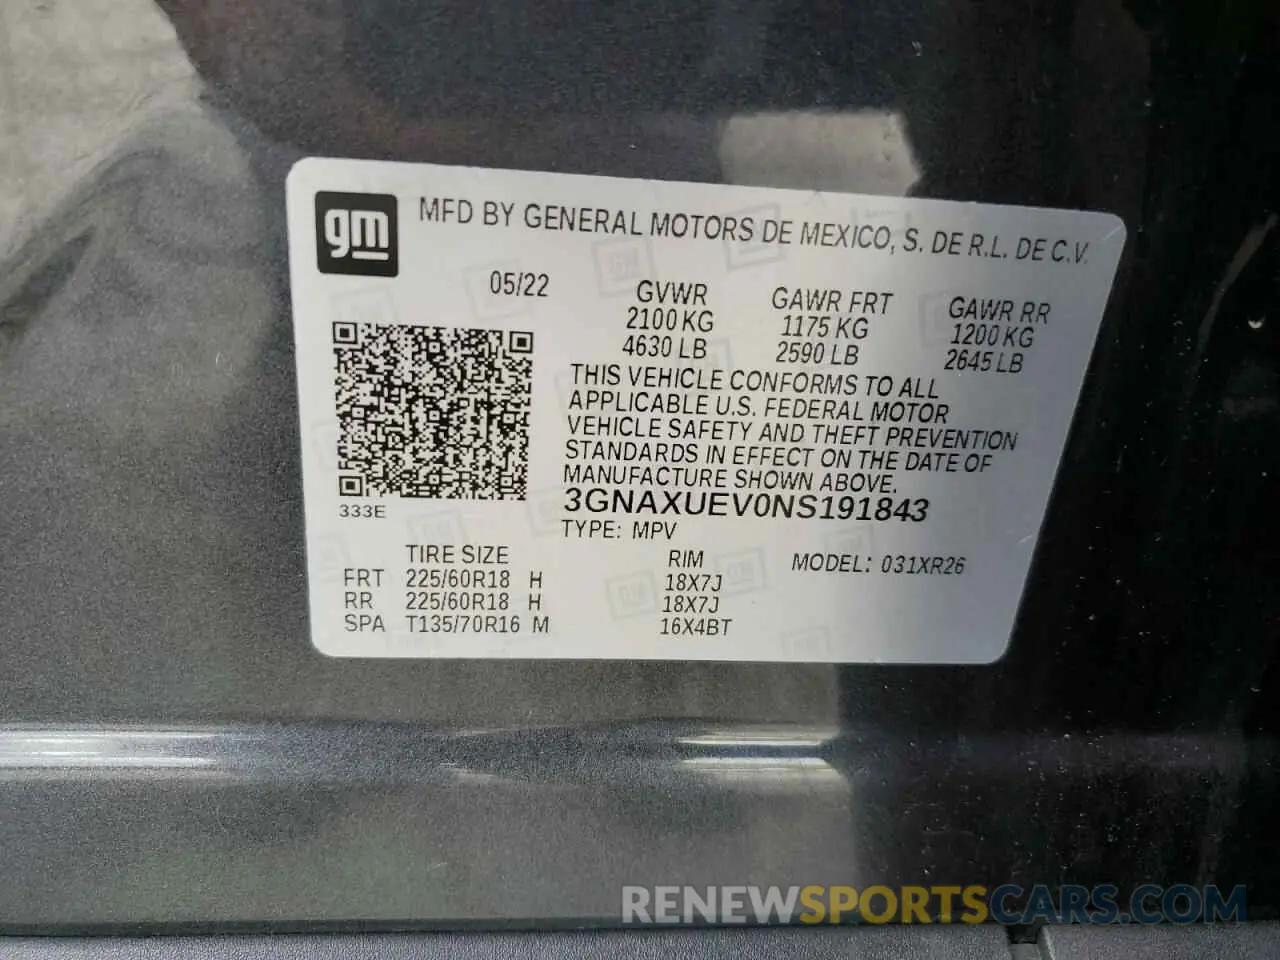 gm
MFD BY GENERAL MOTORS DE MEXICO, S. DE R.L. DE C.V.
05/22
GVWR GAWR FRT GAWR RR
2100 KG 1175 KG 1200 KG
4630 LB 2590 LB 2645 LB
THIS VEHICLE CONFORMS TO ALL
APPLICABLE U.S. FEDERAL MOTOR
VEHICLE SAFETY AND THEFT PREVENTION
STANDARDS IN EFFECT ON THE DATE OF
MANUFACTURE SHOWN ABOVE.
3GNAXUEV0NS191843
333E
TYPE: MPV
TIRE SIZE RIM MODEL: 031XR26
FRT 225/60R18 H 18X7J
RR 225/60R18 H 18X7J
SPA T135/70R16 M 16X4BT
RENEWSPORTSCARS.COM